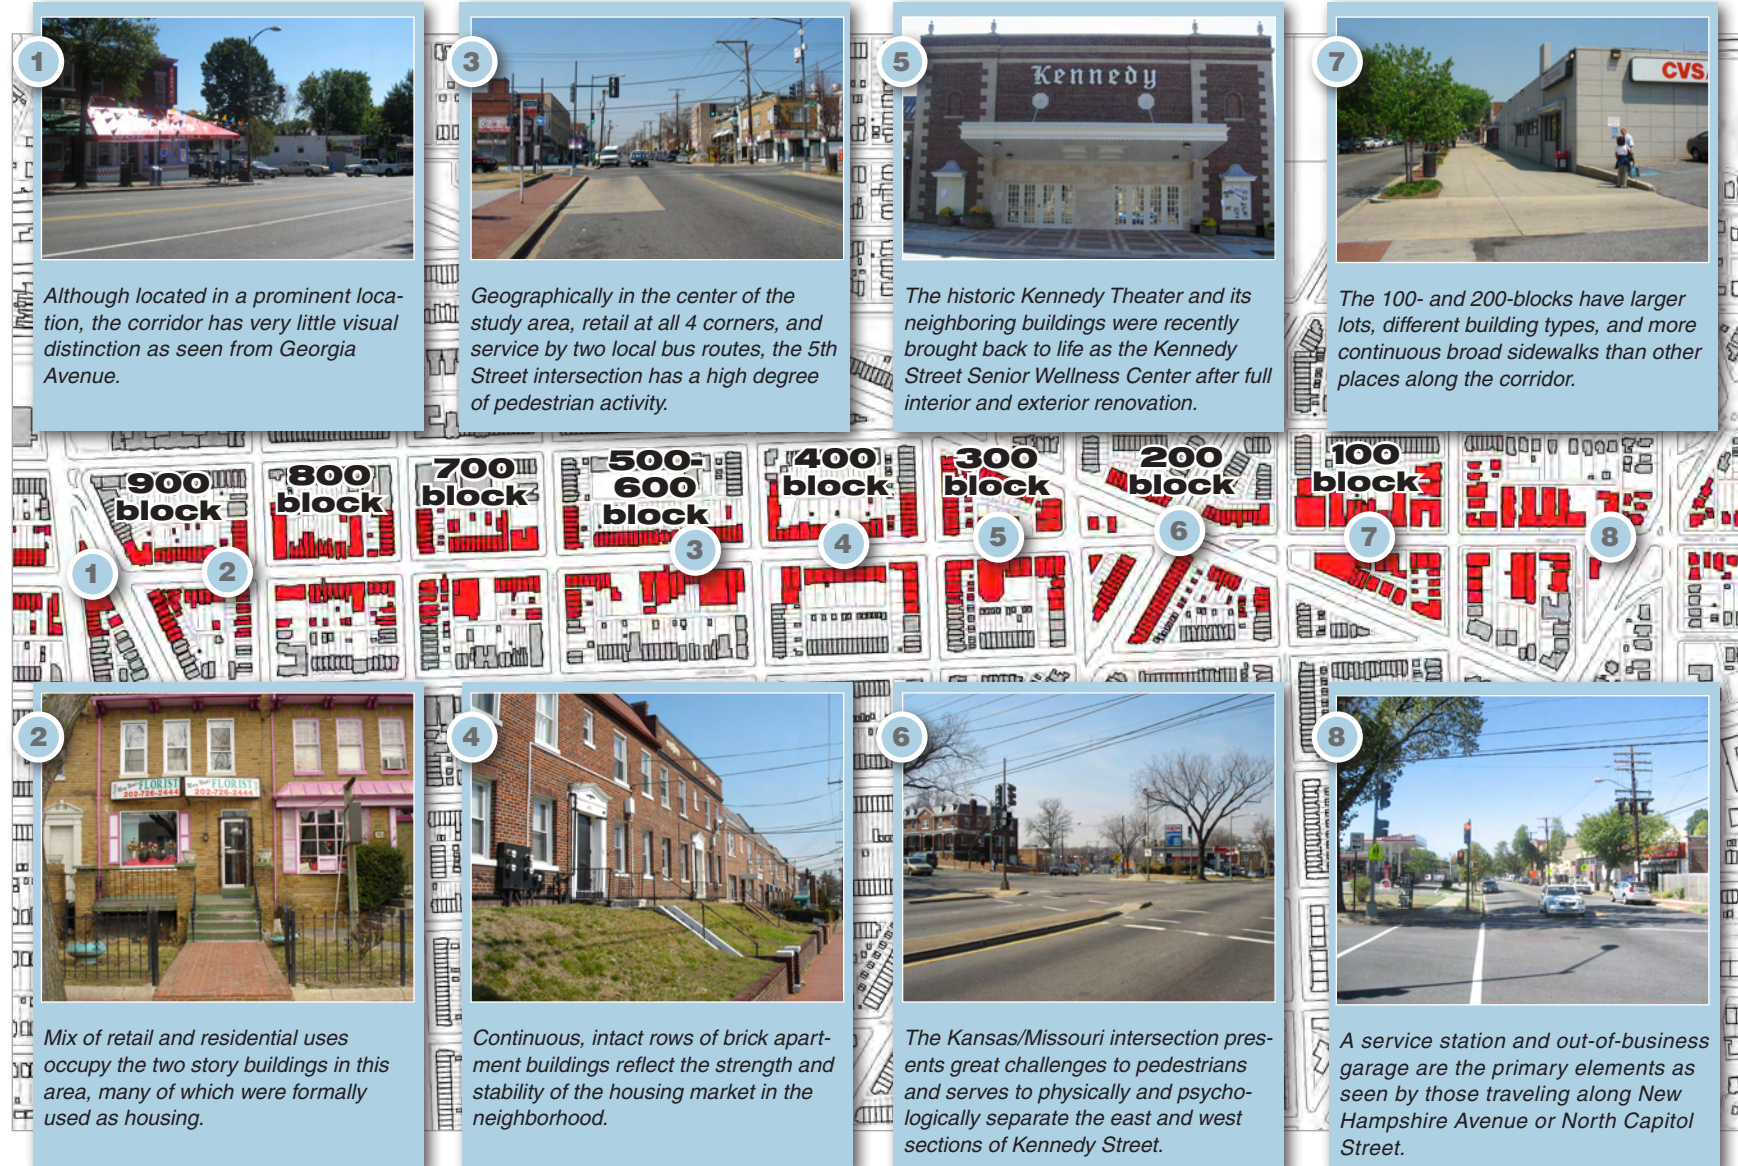 1
Although located in a prominent loca-
tion, the corridor has very little visual
distinction as seen from Georgia
Avenue.
3
Geographically in the center of the
study area, retail at all 4 corners, and
service by two local bus routes, the 5th
Street intersection has a high degree
of pedestrian activity.
5
Kennedy
The historic Kennedy Theater and its
neighboring buildings were recently
brought back to life as the Kennedy
Street Senior Wellness Center after full
interior and exterior renovation.
7
CVS
The 100- and 200-blocks have larger
lots, different building types, and more
continuous broad sidewalks than other
places along the corridor.
900
block
800
block
700
block
500-
600
block
400
block
300
block
200
block
100
block
1
2
3
4
5
6
7
8
2
FLORIST
202-726-2444
FLORIST
202-726-2444
Mix of retail and residential uses
occupy the two story buildings in this
area, many of which were formally
used as housing.
4
Continuous, intact rows of brick apart-
ment buildings reflect the strength and
stability of the housing market in the
neighborhood.
6
The Kansas/Missouri intersection pres-
ents great challenges to pedestrians
and serves to physically and psycho-
logically separate the east and west
sections of Kennedy Street.
8
A service station and out-of-business
garage are the primary elements as
seen by those traveling along New
Hampshire Avenue or North Capitol
Street.